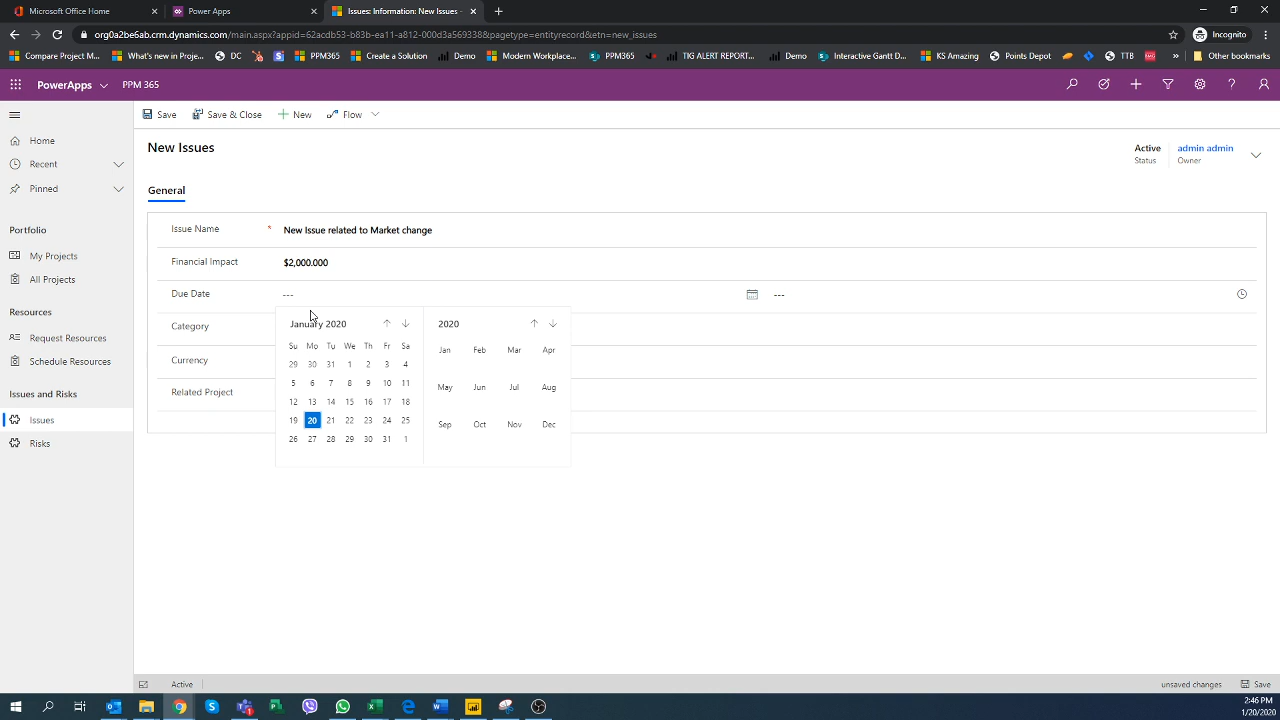 Microsoft Office Home
Power Apps
Issues: Information: New Issues -
org0a2be6ab.crm.dynamics.com/main.aspx?appid=62acdb53-b83b-ea11-a812-000d3a569338&pagetype=entityrecord&etn=new_issues
Incognito
Compare Project M...
What's new in Proje...
DC
PPM365
Create a Solution
Demo
Modern Workplace...
PPM365
TIG ALERT REPORT...
Demo
Interactive Gantt D...
KS Amazing
Points Depot
TTB
»
Other bookmarks
PowerApps
PPM 365
Save
Save & Close
New
Flow
Home
Recent
Pinned
Portfolio
My Projects
All Projects
Resources
Request Resources
Schedule Resources
Issues and Risks
Issues
Risks
New Issues
Active
Status
admin admin
Owner
General
Issue Name * New Issue related to Market change
Financial Impact $2,000.000
Due Date --- ---
Category
Currency
Related Project
January 2020
Su Mo Tu We Th Fr Sa
29 30 31 1 2 3 4
5 6 7 8 9 10 11
12 13 14 15 16 17 18
19 20 21 22 23 24 25
26 27 28 29 30 31 1
2020
Jan Feb Mar Apr
May Jun Jul Aug
Sep Oct Nov Dec
Active
unsaved changes
Save
2:46 PM
1/20/2020